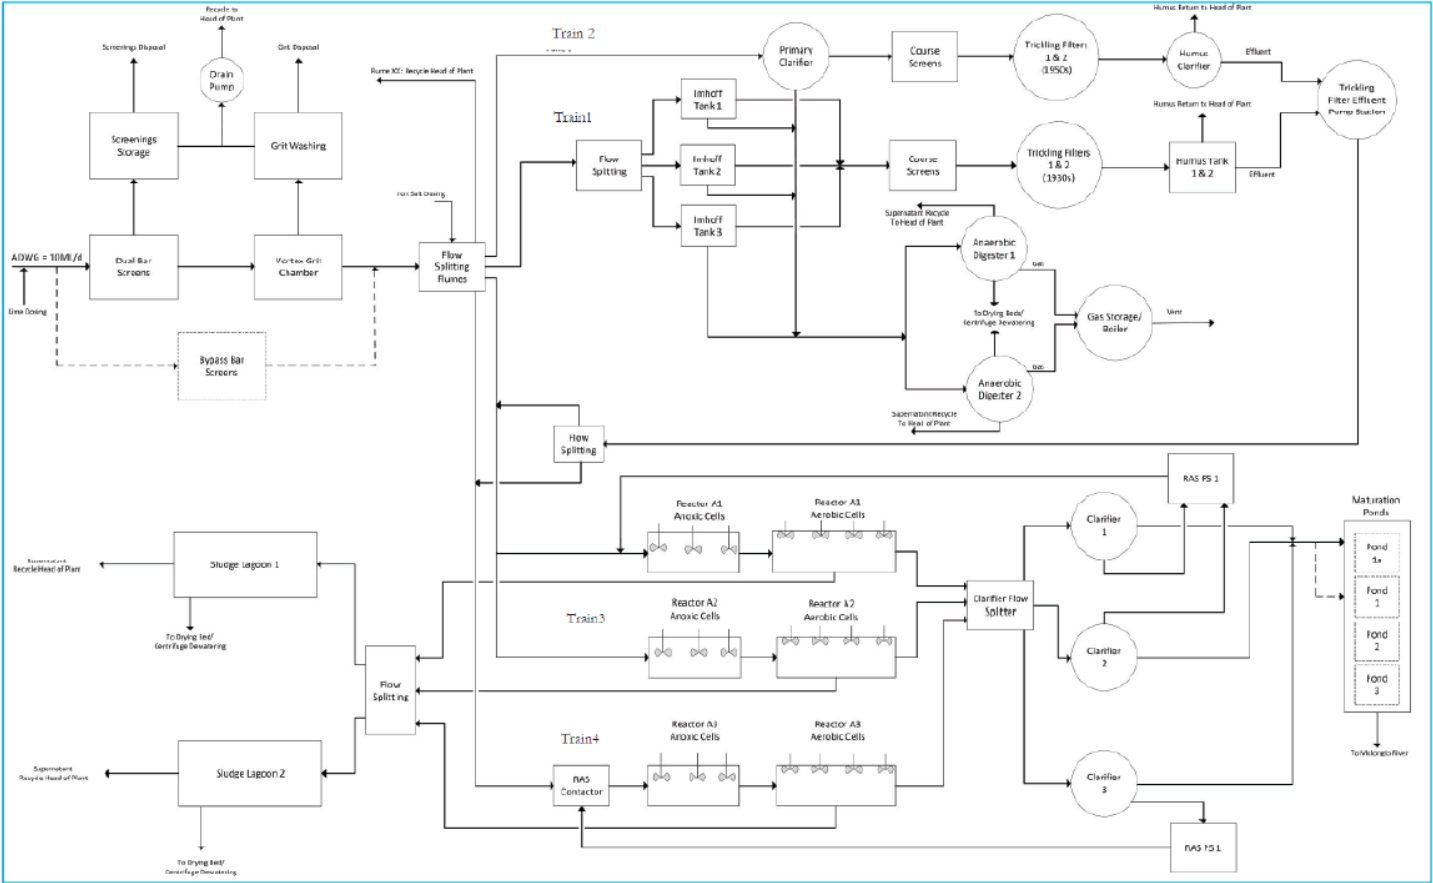 Recycle to
Head of Plant
Screenings Disposal
Grit Disposal
Drain
Pump
Screenings
Storage
Grit Washing
ADWG = 10ML/d
Lime Dosing
Dual Bar
Screens
Vortex Grit
Chamber
Bypass Bar
Screens
Recycle Head of Plant
Flow
Splitting
Flumes
Train 2
Train1
Flow
Splitting
Imhoff
Tank 1
Imhoff
Tank 2
Imhoff
Tank 3
Primary
Clarifier
Course
Screens
Trickling Filters
1 & 2
(1950s)
Humus Return to Head of Plant
Humus
Clarifier
Effluent
Trickling
Filter Effluent
Pump Station
Course
Screens
Trickling Filters
1 & 2
(1930s)
Humus Return to Head of Plant
Humus Tank
1 & 2
Effluent
Supernatant Recycle
To Head of Plant
Anaerobic
Digester 1
Gas
To Drying Beds/
Centrifuge Dewatering
Gas Storage/
Boiler
Vent
Gas
Anaerobic
Digester 2
Supernatant Recycle
To Head of Plant
Flow
Splitting
RAS PS 1
Reactor A1
Anoxic Cells
Reactor A1
Aerobic Cells
Clarifier
1
Maturation
Ponds
Pond
1a
Pond
1
Pond
2
Pond
3
To Molonglo River
Supernatant
Recycle Head of Plant
Sludge Lagoon 1
To Drying Bed/
Centrifuge Dewatering
Train3
Reactor A2
Anoxic Cells
Reactor A2
Aerobic Cells
Clarifier Flow
Splitter
Clarifier
2
Flow
Splitting
Train4
Reactor A3
Anoxic Cells
Reactor A3
Aerobic Cells
RAS
Contactor
Clarifier
3
Supernatant
Recycle Head of Plant
Sludge Lagoon 2
To Drying Bed/
Centrifuge Dewatering
RAS PS 1